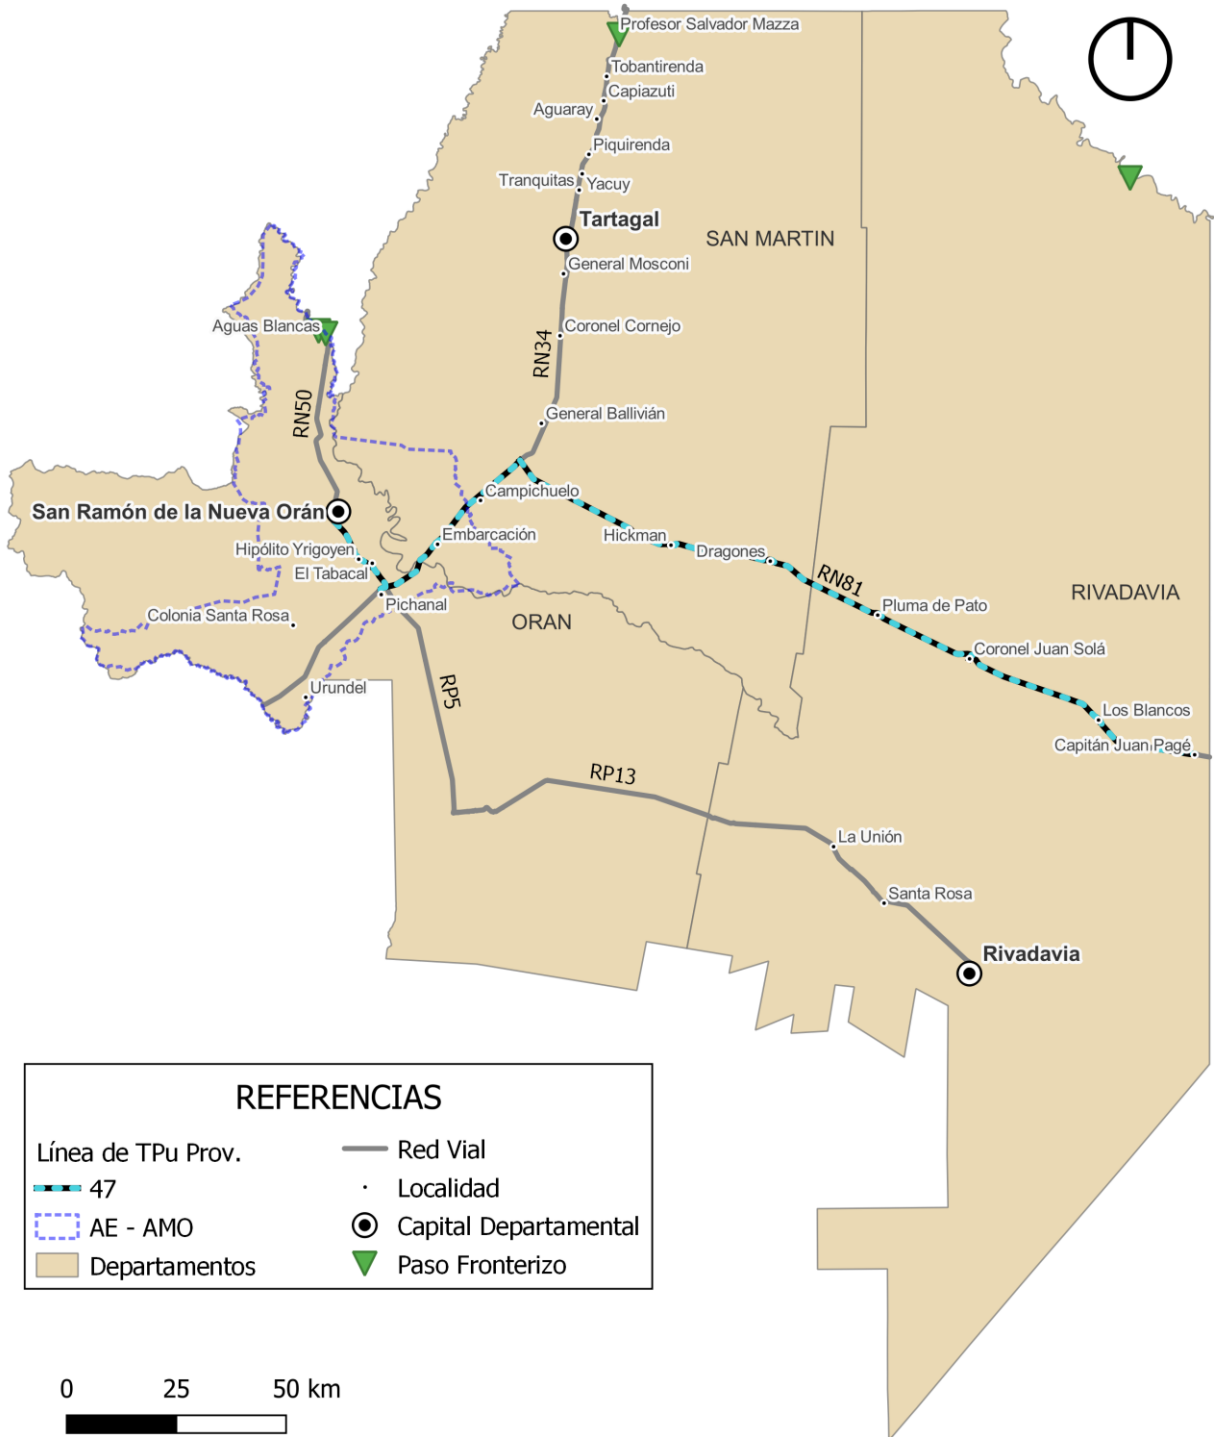 Profesor Salvador Mazza
Tobantirenda
Capiazuti
Aguaray
Piquirenda
Tranquitas
Yacuy
Tartagal
SAN MARTIN
General Mosconi
Aguas Blancas
Coronel Cornejo
RN34
RN50
General Ballivián
Campichuelo
San Ramón de la Nueva Orán
Embarcación
Hickman
Hipólito Yrigoyen
Dragones
El Tabacal
RN81
RIVADAVIA
Pichanal
Pluma de Pato
Colonia Santa Rosa
ORAN
Coronel Juan Solá
Urundel
RP5
Los Blancos
Capitán Juan Pagé
RP13
La Unión
Santa Rosa
Rivadavia
REFERENCIAS
Línea de TPu Prov.
47
AE - AMO
Departamentos
Red Vial
Localidad
Capital Departamental
Paso Fronterizo
0 25 50 km